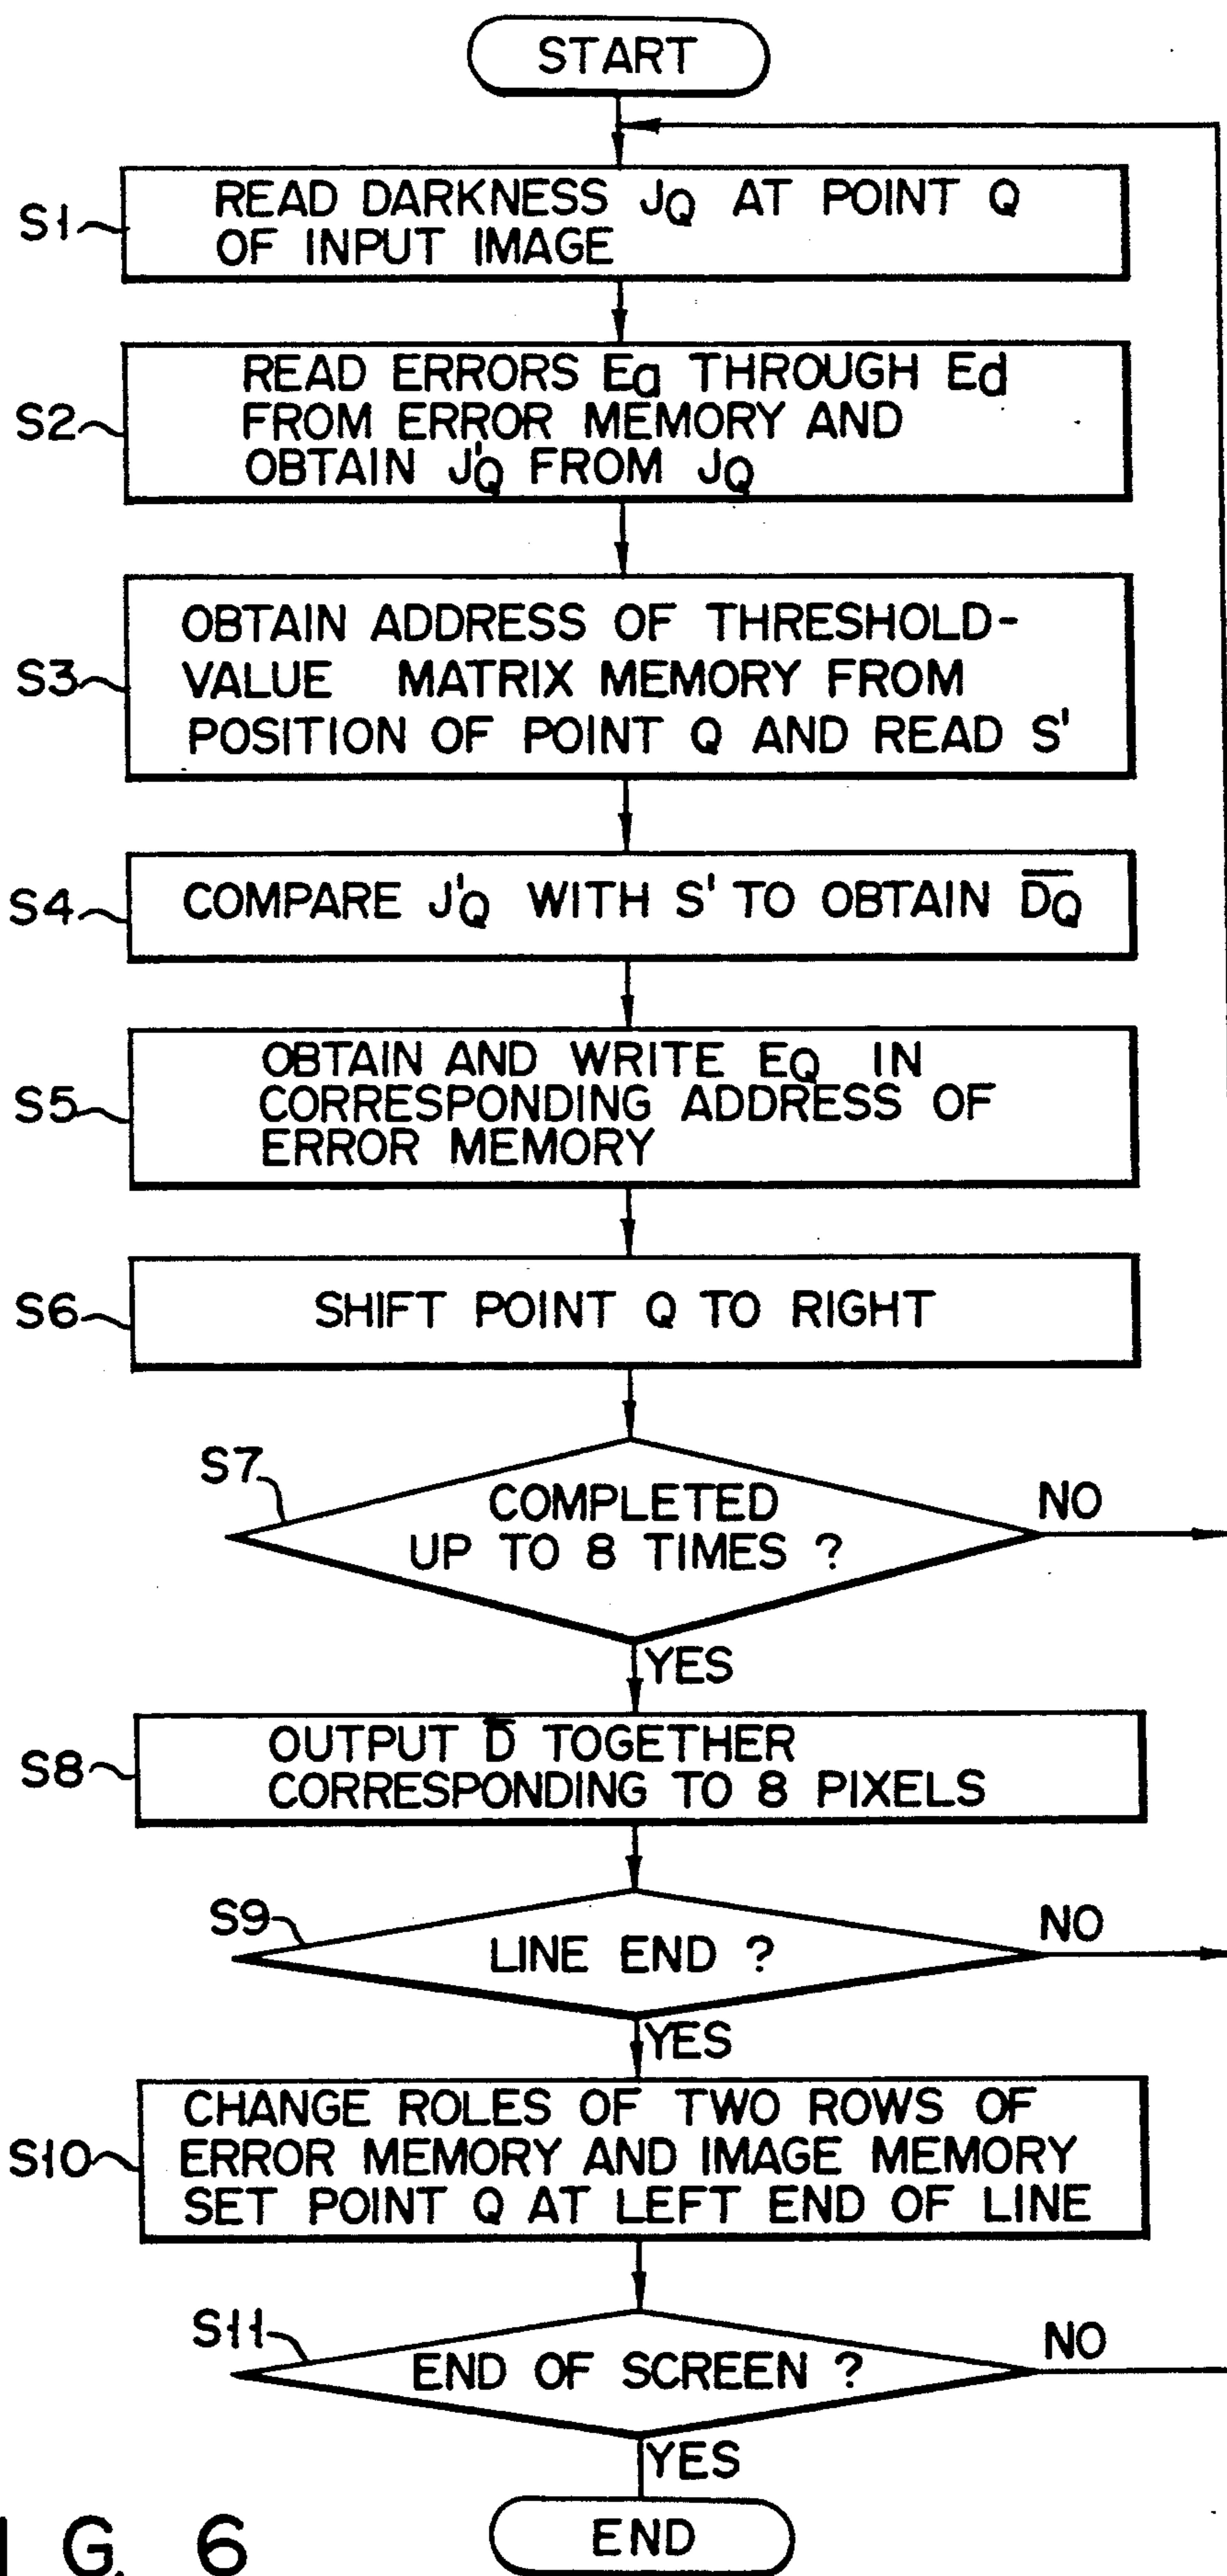 START
S1
READ DARKNESS JQ AT POINT Q
OF INPUT IMAGE
S2
READ ERRORS Ea THROUGH Ed
FROM ERROR MEMORY AND
OBTAIN J'Q FROM JQ
S3
OBTAIN ADDRESS OF THRESHOLD-
VALUE MATRIX MEMORY FROM
POSITION OF POINT Q AND READ S'
S4
COMPARE J'Q WITH S' TO OBTAIN D̅Q̅
S5
OBTAIN AND WRITE EQ IN
CORRESPONDING ADDRESS OF
ERROR MEMORY
S6
SHIFT POINT Q TO RIGHT
S7
COMPLETED
UP TO 8 TIMES ?
NO
YES
S8
OUTPUT D̅ TOGETHER
CORRESPONDING TO 8 PIXELS
S9
LINE END ?
NO
YES
S10
CHANGE ROLES OF TWO ROWS OF
ERROR MEMORY AND IMAGE MEMORY
SET POINT Q AT LEFT END OF LINE
S11
END OF SCREEN ?
NO
YES
END
I G. 6